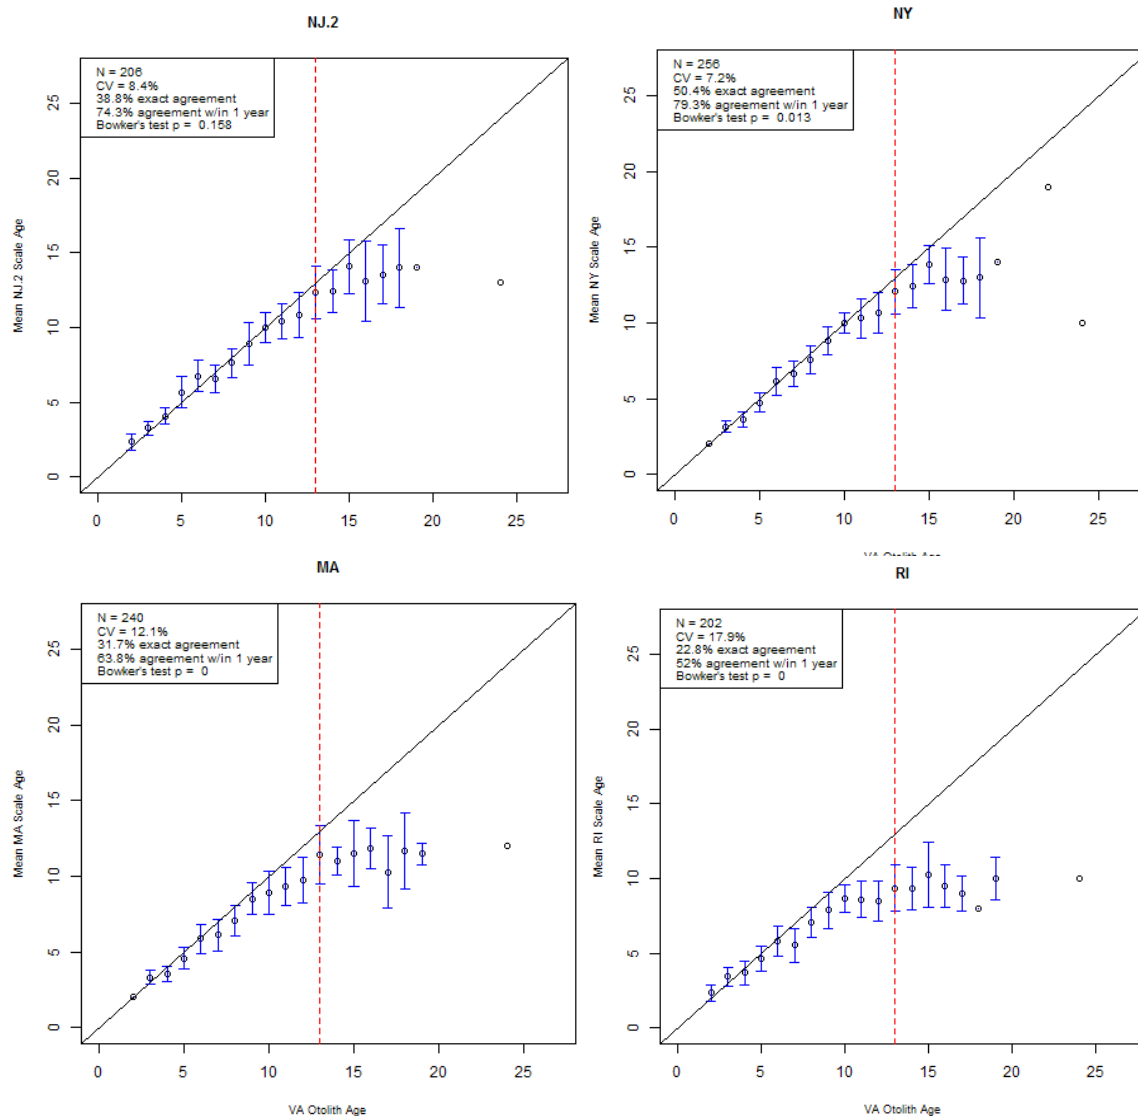 NJ.2
N = 206
CV = 8.4%
38.8% exact agreement
74.3% agreement w/in 1 year
Bowker's test p =  0.158
Mean NJ.2 Scale Age
25
20
15
10
5
0
0 5 10 15 20 25
NY
N = 256
CV = 7.2%
50.4% exact agreement
79.3% agreement w/in 1 year
Bowker's test p =  0.013
Mean NY Scale Age
25
20
15
10
5
0
0 5 10 15 20 25
VA Otolith Age
MA
N = 240
CV = 12.1%
31.7% exact agreement
63.8% agreement w/in 1 year
Bowker's test p =  0
Mean MA Scale Age
25
20
15
10
5
0
0 5 10 15 20 25
VA Otolith Age
RI
N = 202
CV = 17.9%
22.8% exact agreement
52% agreement w/in 1 year
Bowker's test p =  0
Mean RI Scale Age
25
20
15
10
5
0
0 5 10 15 20 25
VA Otolith Age